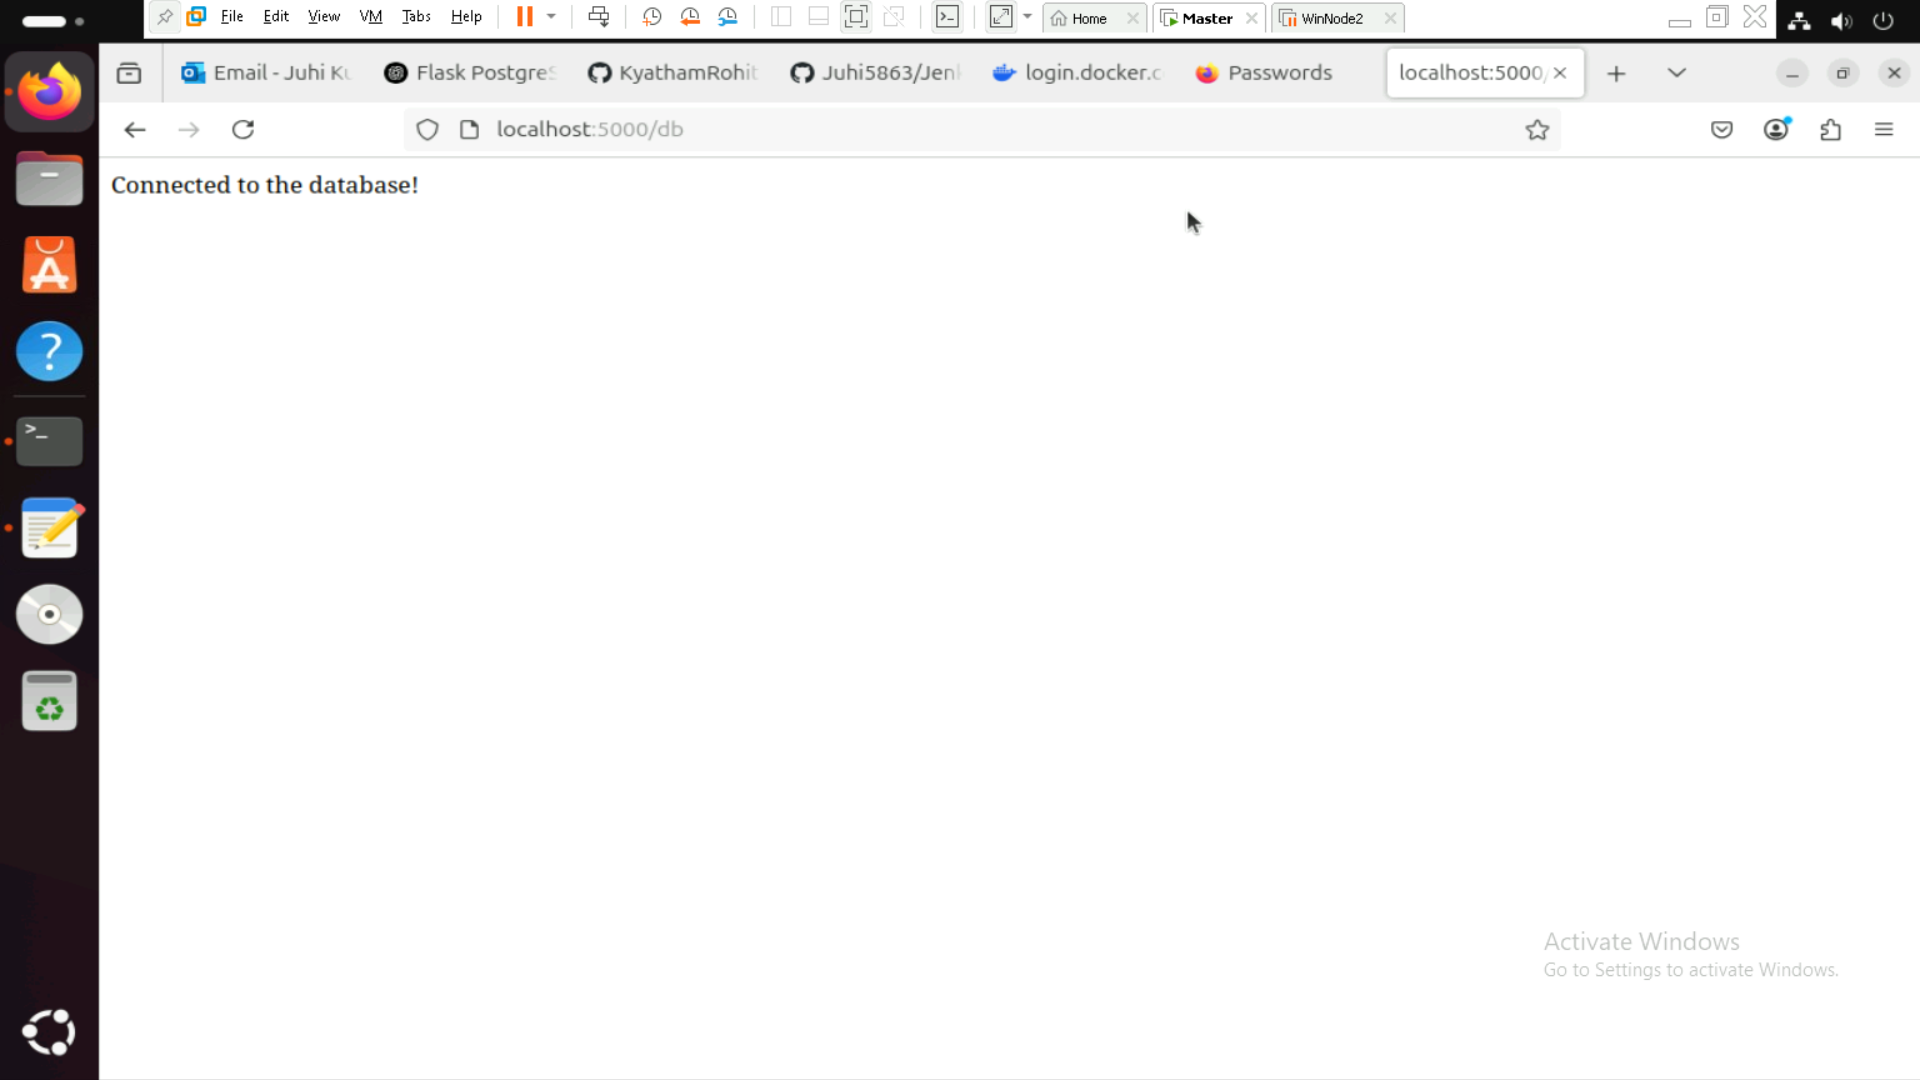 File Edit View VM Tabs Help Home Master WinNode2
Email - Juhi Ku Flask Postgre KyathamRohit Juhi5863/Jen login.docker.c Passwords localhost:5000/
localhost:5000/db
Connected to the database!
Activate Windows
Go to Settings to activate Windows.